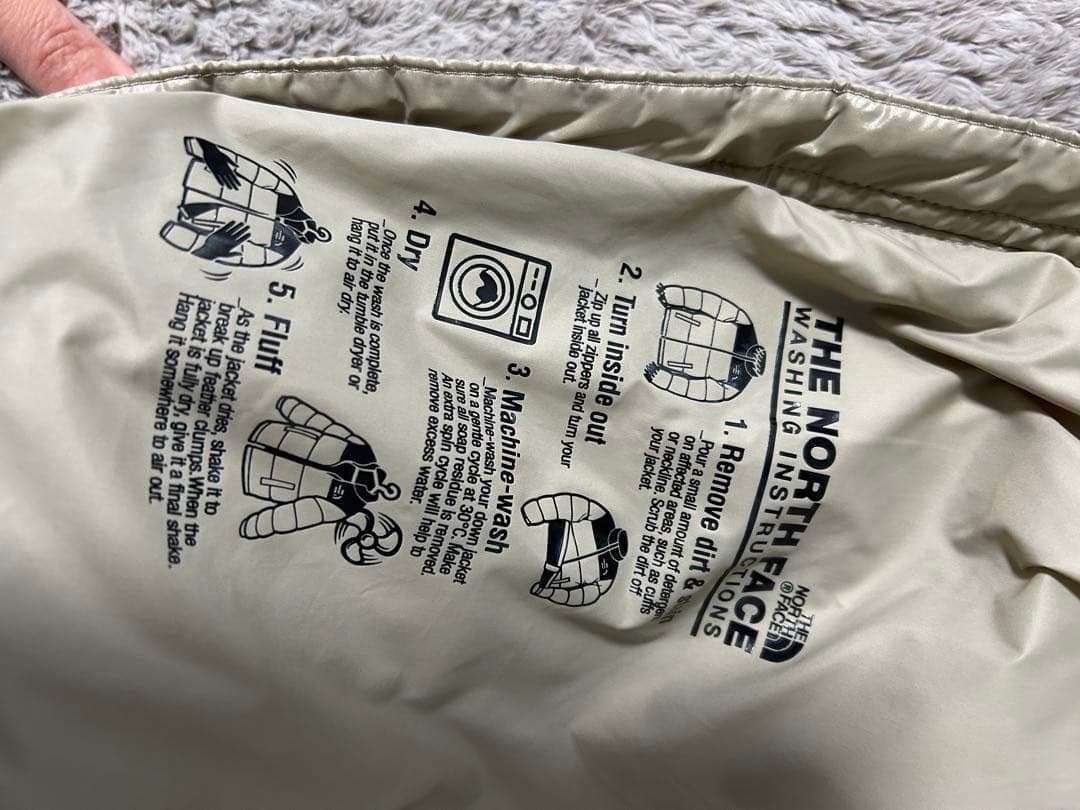 THE NORTH FACE
WASHING INSTRUCTIONS
THE
NORTH
®FACE
1. Remove dirt &
_Pour a small amount of
on affected areas, such as cuffs
or neckline. Scrub the dirt off
your jacket.
2. Turn inside out
_Zip up all zippers and turn your
jacket inside out.
3. Machine-wash
_Machine-wash your down jacket
on a gentle cycle at 30°C. Make
sure all soap residue is removed.
An extra spin cycle will help to
remove excess water.
4. Dry
_Once the wash is complete,
put it in the tumble dryer or
hang it to air dry.
5. Fluff
_As the jacket dries, shake it to
break up feather clumps. When the
jacket is fully dry, give it a final shake.
Hang it somewhere to air out.